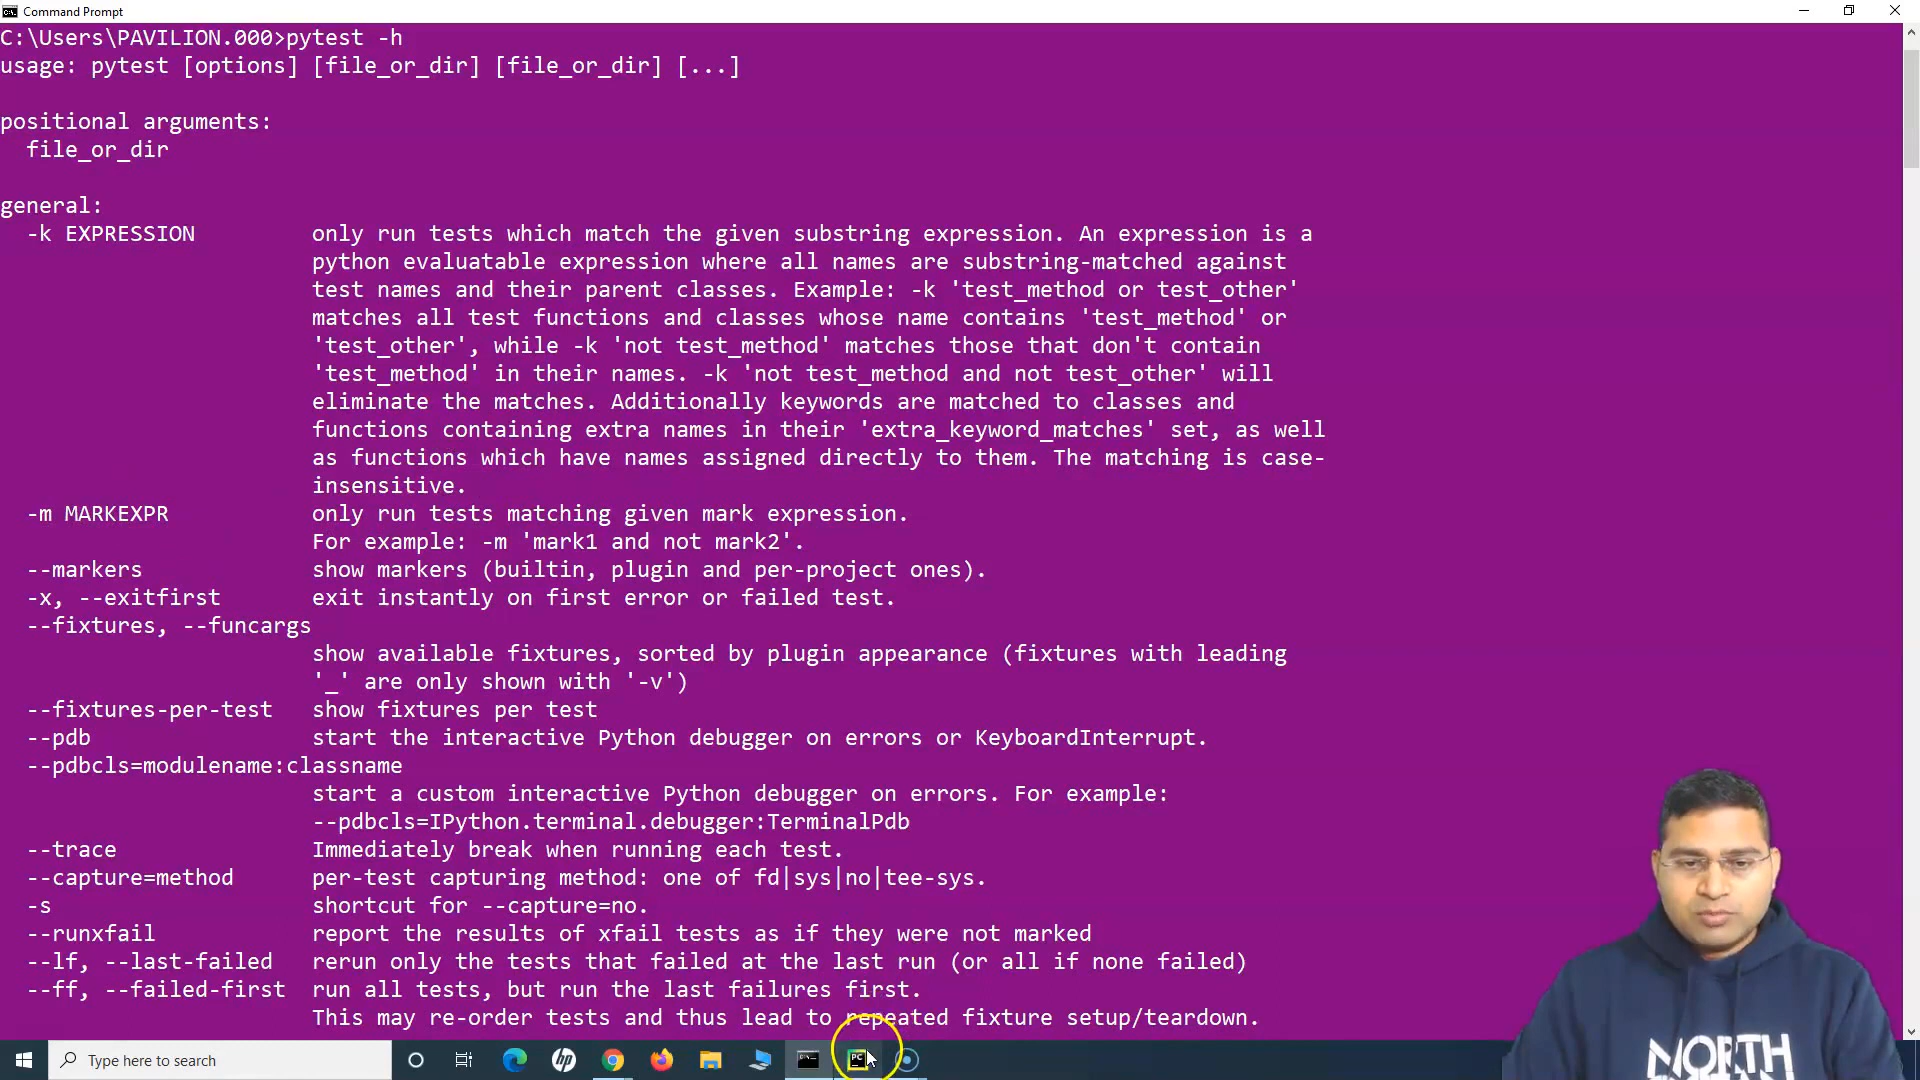 Command Prompt
C:\Users\PAVILION.000>pytest -h
usage: pytest [options] [file_or_dir] [file_or_dir] [...]
positional arguments:
file_or_dir
general:
-k EXPRESSION only run tests which match the given substring expression. An expression is a
python evaluatable expression where all names are substring-matched against
test names and their parent classes. Example: -k 'test_method or test_other'
matches all test functions and classes whose name contains 'test_method' or
'test_other', while -k 'not test_method' matches those that don't contain
'test_method' in their names. -k 'not test_method and not test_other' will
eliminate the matches. Additionally keywords are matched to classes and
functions containing extra names in their 'extra_keyword_matches' set, as well
as functions which have names assigned directly to them. The matching is case-
insensitive.
-m MARKEXPR only run tests matching given mark expression.
For example: -m 'mark1 and not mark2'.
--markers show markers (builtin, plugin and per-project ones).
-x, --exitfirst exit instantly on first error or failed test.
--fixtures, --funcargs
show available fixtures, sorted by plugin appearance (fixtures with leading
'_' are only shown with '-v')
--fixtures-per-test show fixtures per test
--pdb start the interactive Python debugger on errors or KeyboardInterrupt.
--pdbcls=modulename:classname
start a custom interactive Python debugger on errors. For example:
--pdbcls=IPython.terminal.debugger:TerminalPdb
--trace Immediately break when running each test.
--capture=method per-test capturing method: one of fd|sys|no|tee-sys.
-s shortcut for --capture=no.
--runxfail report the results of xfail tests as if they were not marked
--lf, --last-failed rerun only the tests that failed at the last run (or all if none failed)
--ff, --failed-first run all tests, but run the last failures first.
This may re-order tests and thus lead to repeated fixture setup/teardown.
Type here to search
hp
PC
NORTH